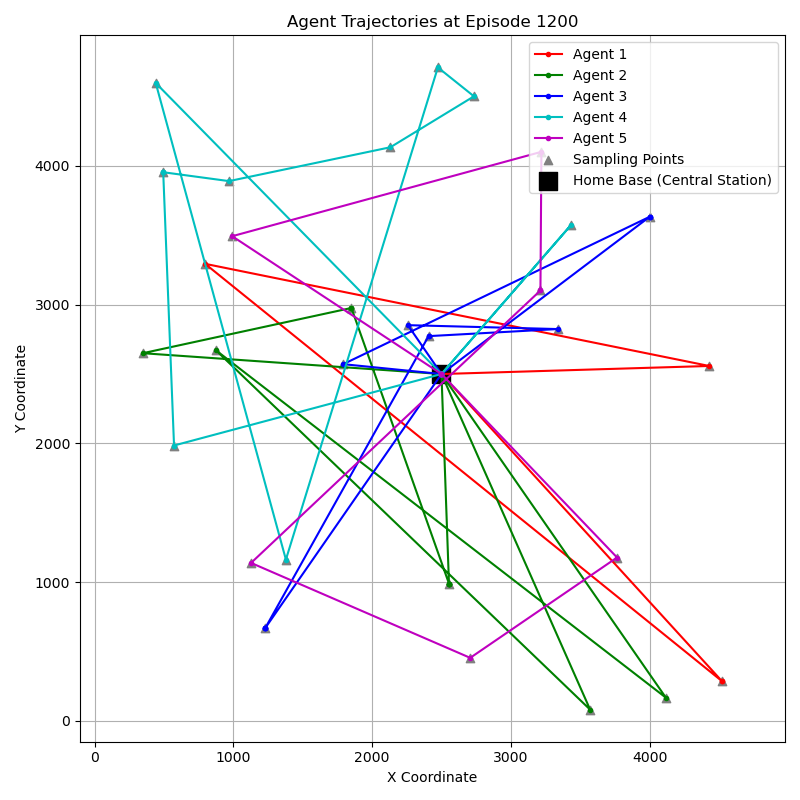 Agent Trajectories at Episode 1200
Agent 1
Agent 2
Agent 3
Agent 4
Agent 5
Sampling Points
Home Base (Central Station)
Y Coordinate
4000
3000
2000
1000
0
0 1000 2000 3000 4000
X Coordinate